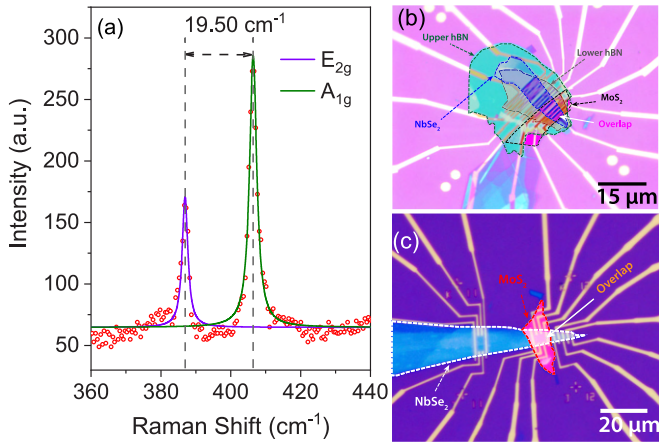 (a)
19.50 cm⁻¹
E₂g
A₁g
Intensity (a.u.)
300
250
200
150
100
50
360
380
400
420
440
Raman Shift (cm⁻¹)
(b)
Upper hBN
Lower hBN
MoS₂
NbSe₂
Overlap
15 μm
(c)
MoS
Overlap
NbSe₂
20 μm